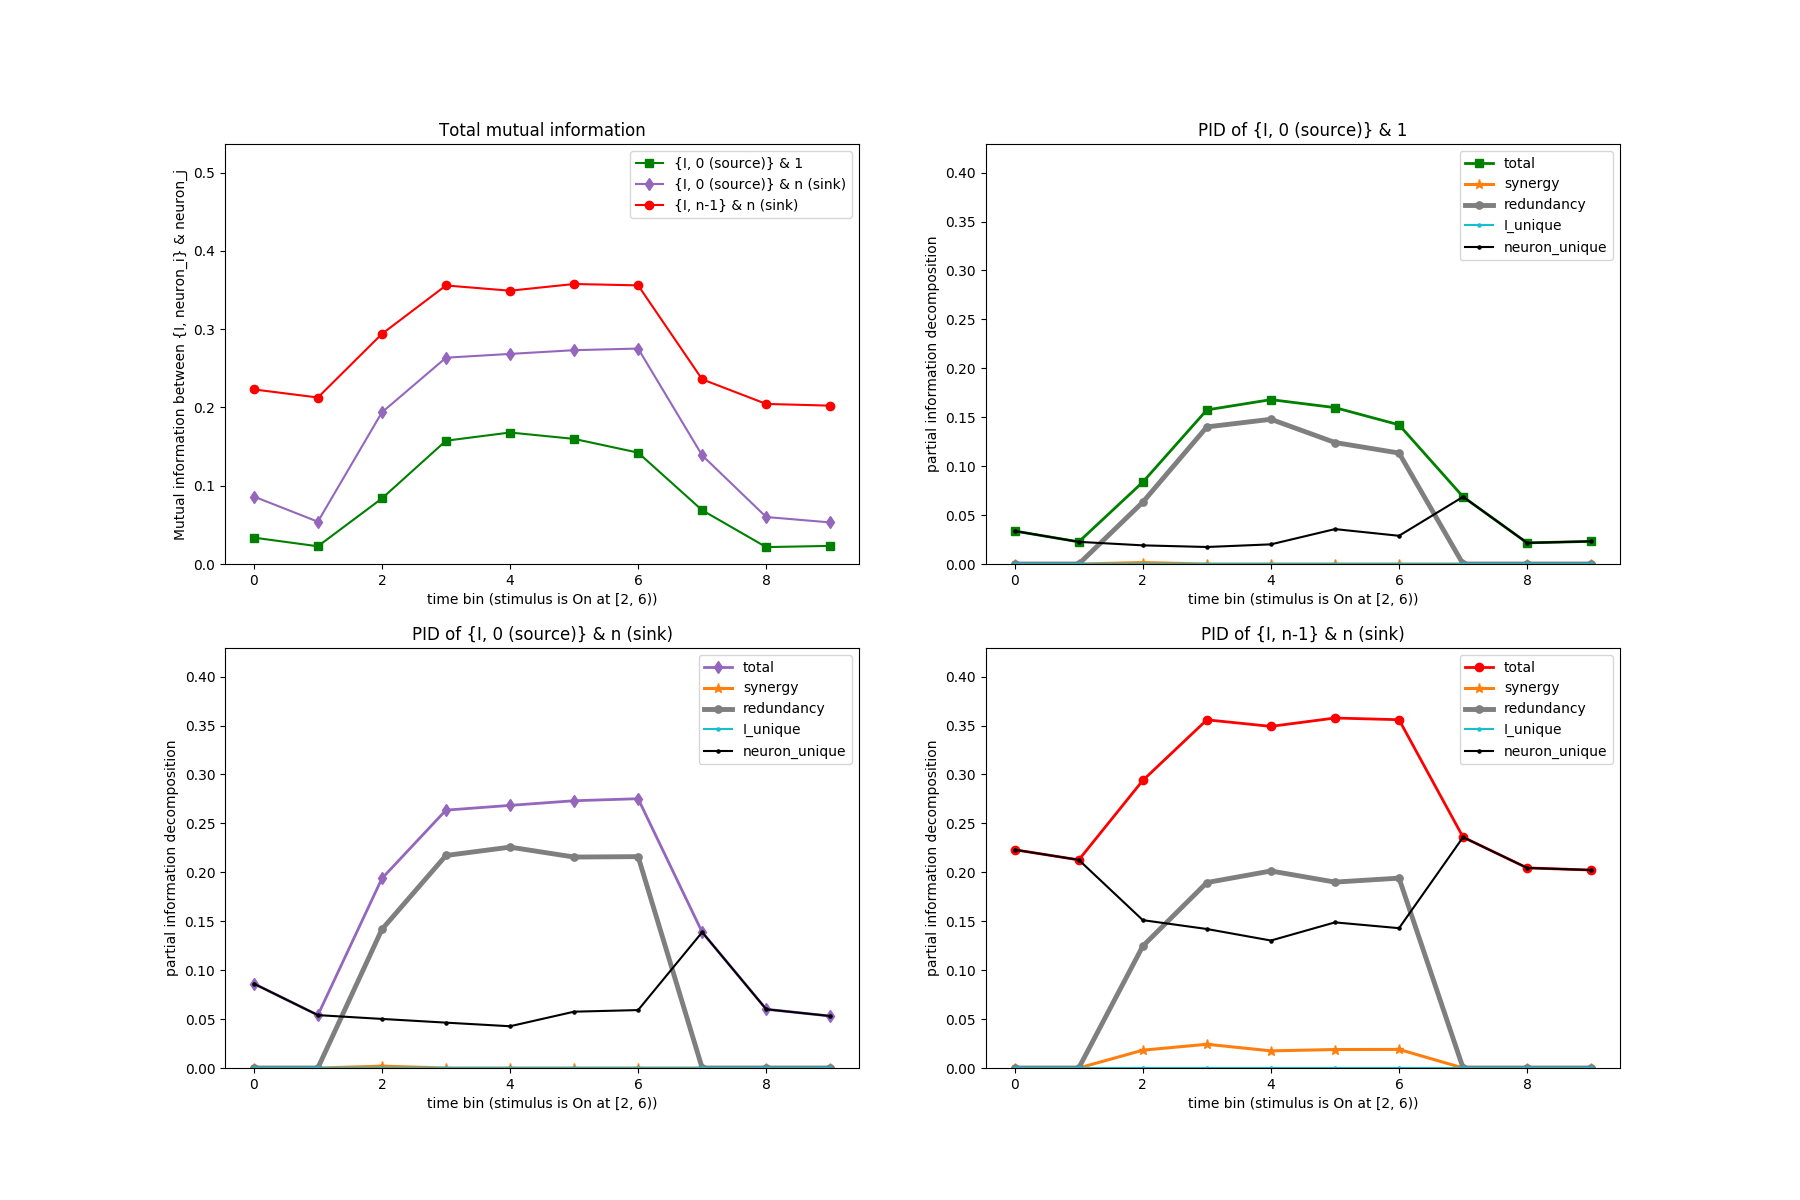 Total mutual information
Mutual information between {I, neuron_i} & neuron_j
0.5
0.4
0.3
0.2
0.1
0.0
{I, 0 (source)} & 1
{I, 0 (source)} & n (sink)
{I, n-1} & n (sink)
0 2 4 6 8
time bin (stimulus is On at [2, 6))
PID of {I, 0 (source)} & 1
partial information decomposition
0.40
0.35
0.30
0.25
0.20
0.15
0.10
0.05
0.00
total
synergy
redundancy
I_unique
neuron_unique
0 2 4 6 8
time bin (stimulus is On at [2, 6))
PID of {I, 0 (source)} & n (sink)
partial information decomposition
0.40
0.35
0.30
0.25
0.20
0.15
0.10
0.05
0.00
total
synergy
redundancy
I_unique
neuron_unique
0 2 4 6 8
time bin (stimulus is On at [2, 6))
PID of {I, n-1} & n (sink)
partial information decomposition
0.40
0.35
0.30
0.25
0.20
0.15
0.10
0.05
0.00
total
synergy
redundancy
I_unique
neuron_unique
0 2 4 6 8
time bin (stimulus is On at [2, 6))